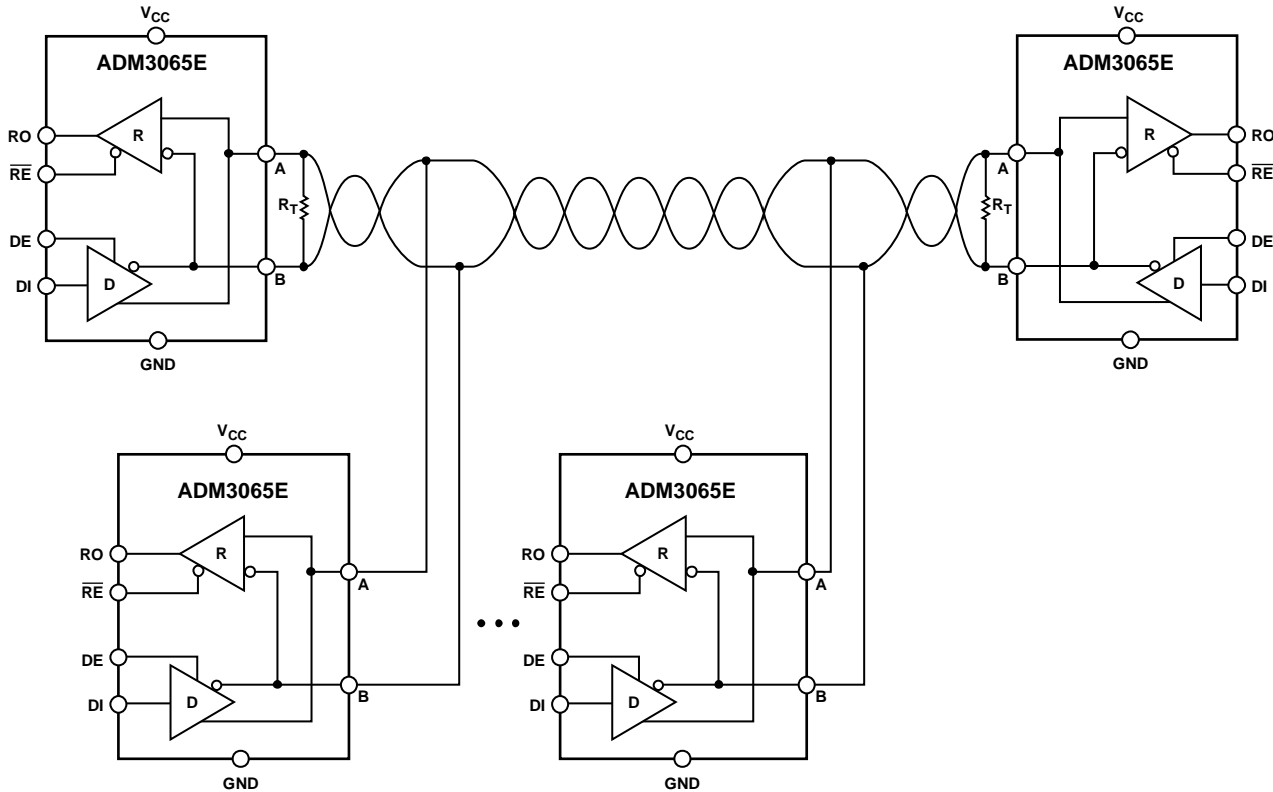 VCC
ADM3065E
RO
R
RE
DE
DI
D
A
RT
B
GND
VCC
ADM3065E
A
RT
B
R
RO
RE
DE
DI
D
GND
VCC
ADM3065E
RO
R
RE
DE
DI
D
A
B
GND
VCC
ADM3065E
RO
R
RE
DE
DI
D
A
B
GND